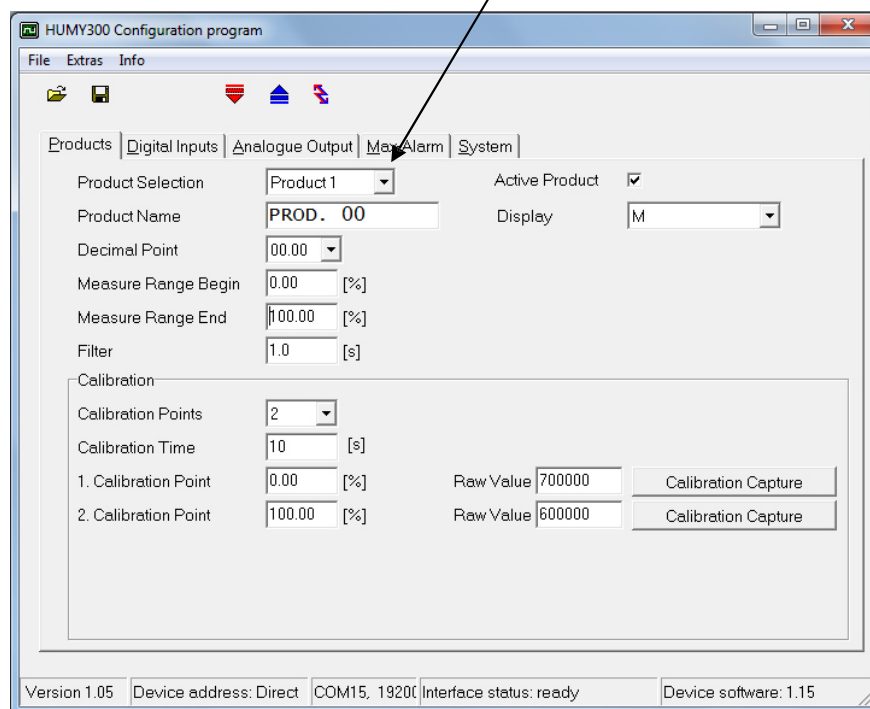 HUMY300 Configuration program
File Extras Info
Products Digital Inputs Analogue Output Max Alarm System
Product Selection Product 1 Active Product
Product Name PROD. 00 Display M
Decimal Point 00.00
Measure Range Begin 0.00 [%]
Measure Range End 100.00 [%]
Filter 1.0 [s]
Calibration
Calibration Points 2
Calibration Time 10 [s]
1. Calibration Point 0.00 [%] Raw Value 700000 Calibration Capture
2. Calibration Point 100.00 [%] Raw Value 600000 Calibration Capture
Version 1.05 Device address: Direct COM15, 1920 Interface status: ready Device software: 1.15